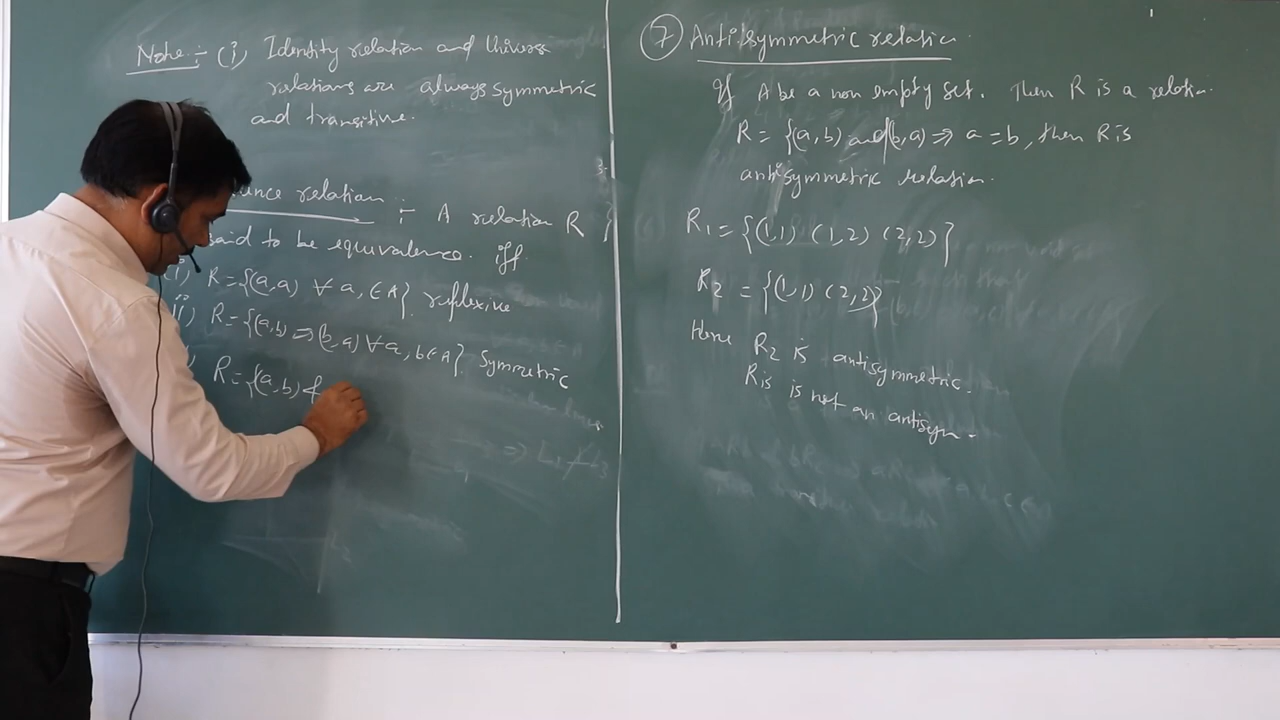 Note :- (i) Identity relation and Univers
relations are always symmetric
and transitive.
ence relation :- A relation R
said to be equivalence. iff
(i) R = {(a,a) ∀ a, ∈ A} reflexive
(ii) R = {(a,b) ⇒ (b,a) ∀ a, b ∈ A} Symmetric
R = {(a,b) &
(7) Antisymmetric relation.
If A be a non empty set. Then R is a relation.
R = {(a,b) and (b,a) ⇒ a = b, then R is
antisymmetric relation.
R₁ = {(1,1) (1,2) (2,2)}
R₂ = {(1,1) (2,2)}
Here R₂ is antisymmetric.
R is is not an antisym.